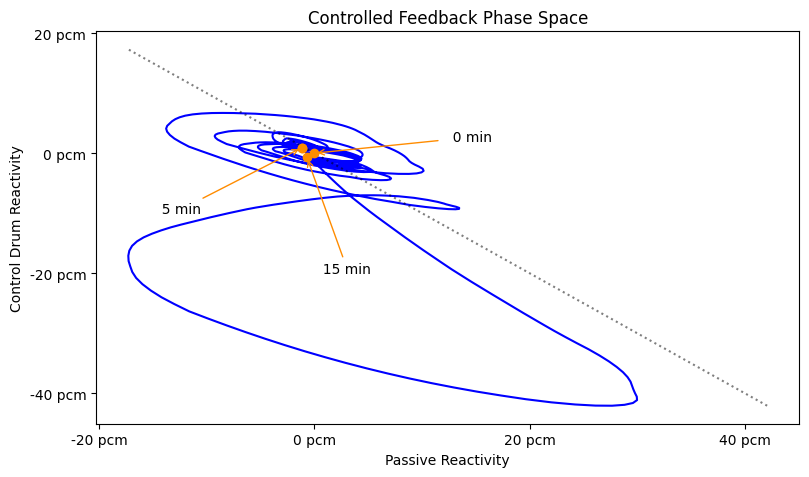 Controlled Feedback Phase Space
20 pcm
0 pcm
-20 pcm
-40 pcm
Control Drum Reactivity
0 min
5 min
15 min
-20 pcm
0 pcm
20 pcm
40 pcm
Passive Reactivity